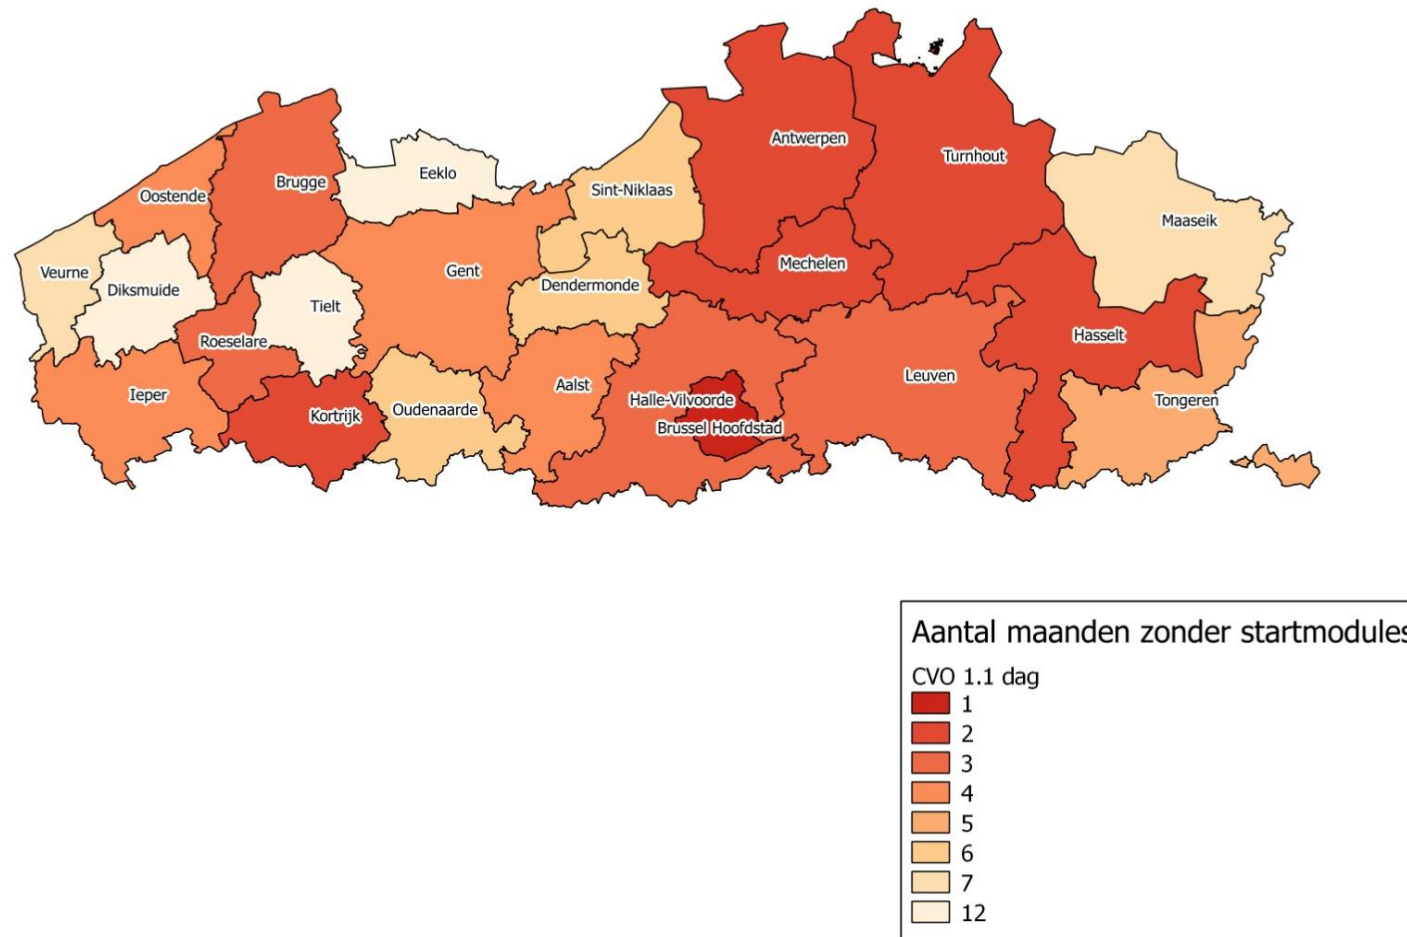 Antwerpen
Turnhout
Eeklo
Brugge
Sint-Niklaas
Oostende
Maaseik
Mechelen
Gent
Veurne
Dendermonde
Diksmuide
Tielt
Hasselt
Roeselare
Leuven
Aalst
Ieper
Halle-Vilvoorde
Tongeren
Oudenaarde
Kortrijk
Brussel Hoofdstad
Aantal maanden zonder startmodules
CVO 1.1 dag
1
2
3
4
5
6
7
12